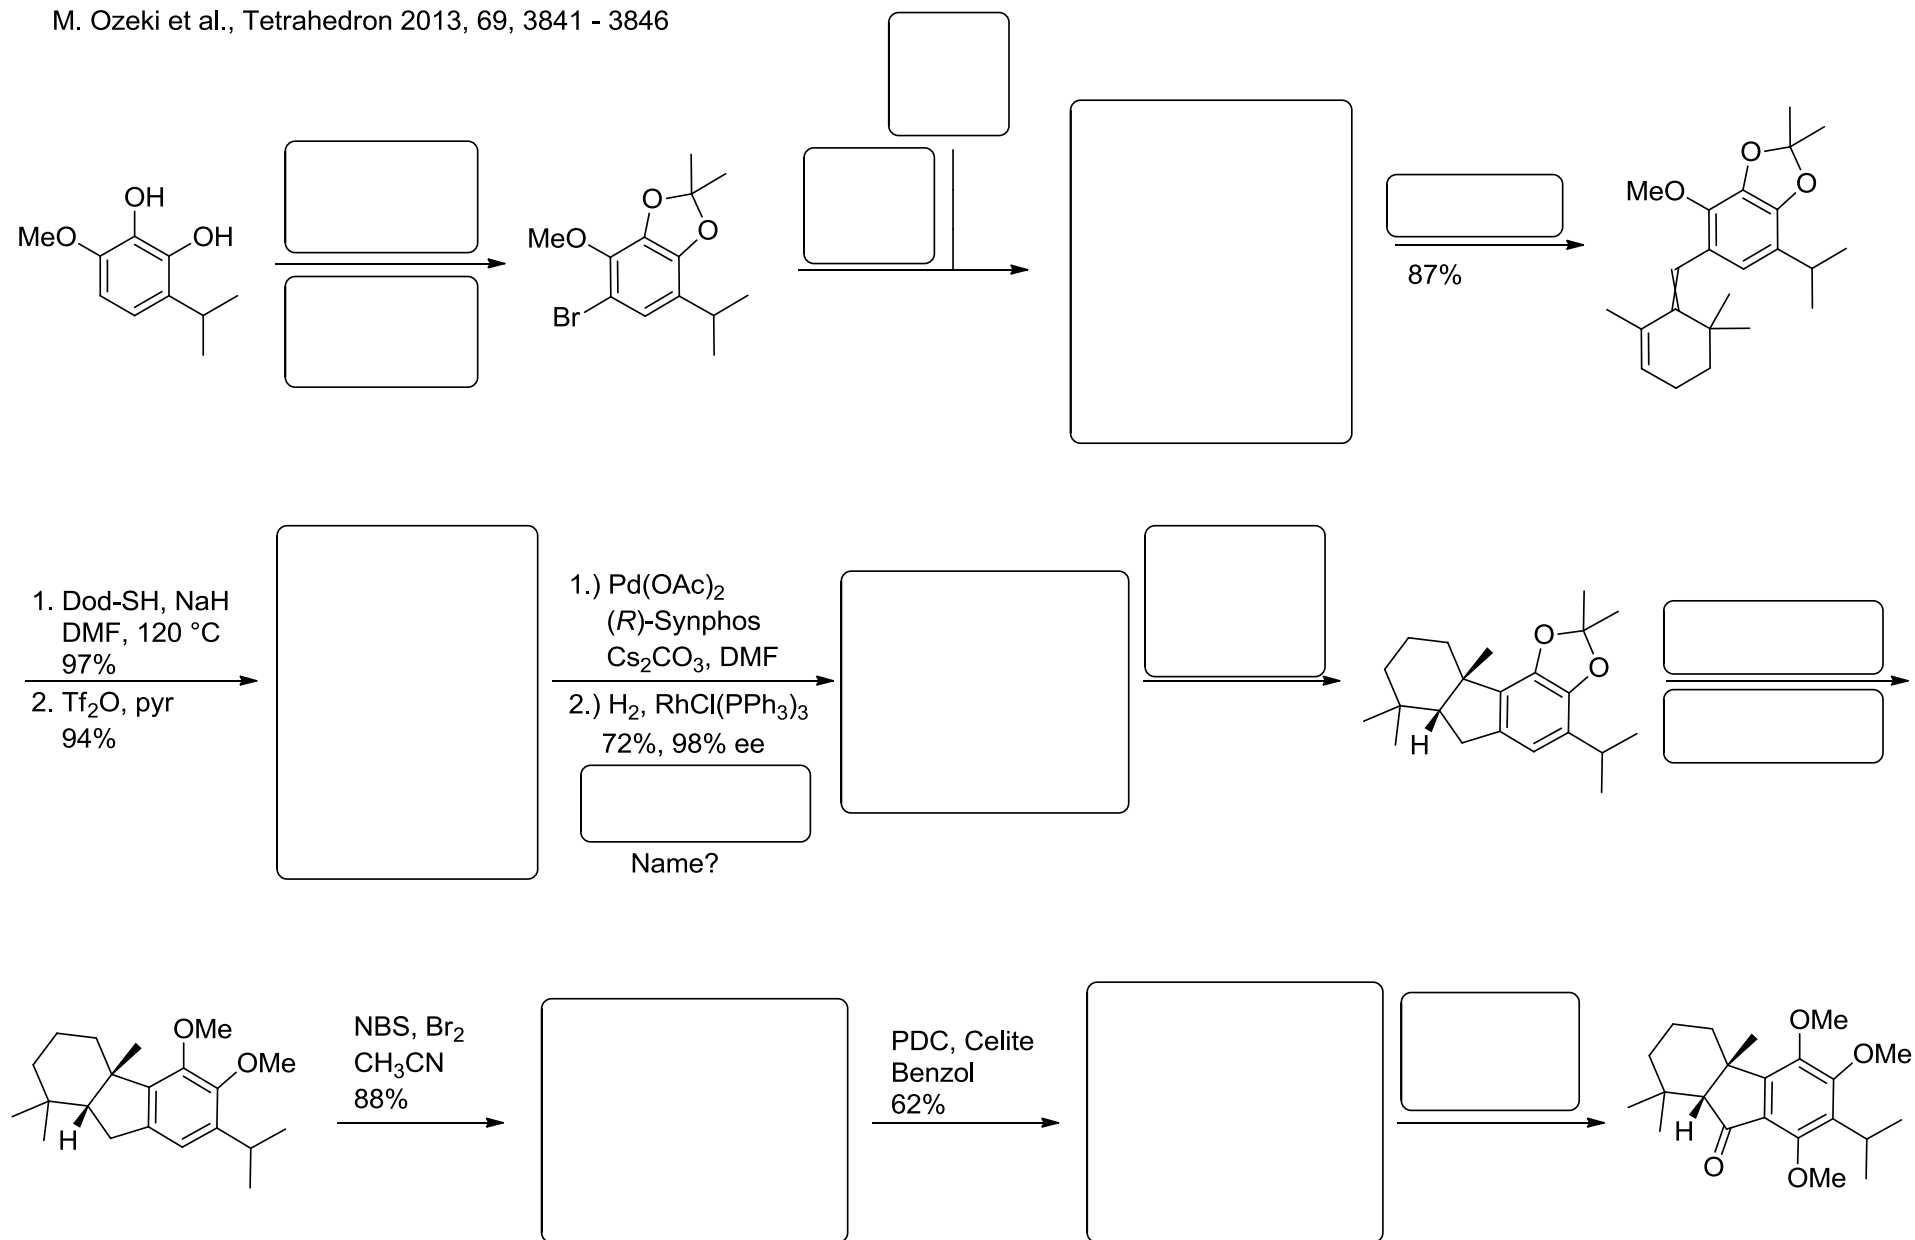 M. Ozeki et al., Tetrahedron 2013, 69, 3841 - 3846
OH
MeO
OH
O
O
MeO
Br
87%
O
O
MeO
1. Dod-SH, NaH
DMF, 120 °C
97%
2. Tf2O, pyr
94%
1.) Pd(OAc)2
(R)-Synphos
Cs2CO3, DMF
2.) H2, RhCl(PPh3)3
72%, 98% ee
Name?
O
O
H
OMe
OMe
H
NBS, Br2
CH3CN
88%
PDC, Celite
Benzol
62%
OMe
OMe
H
O
OMe